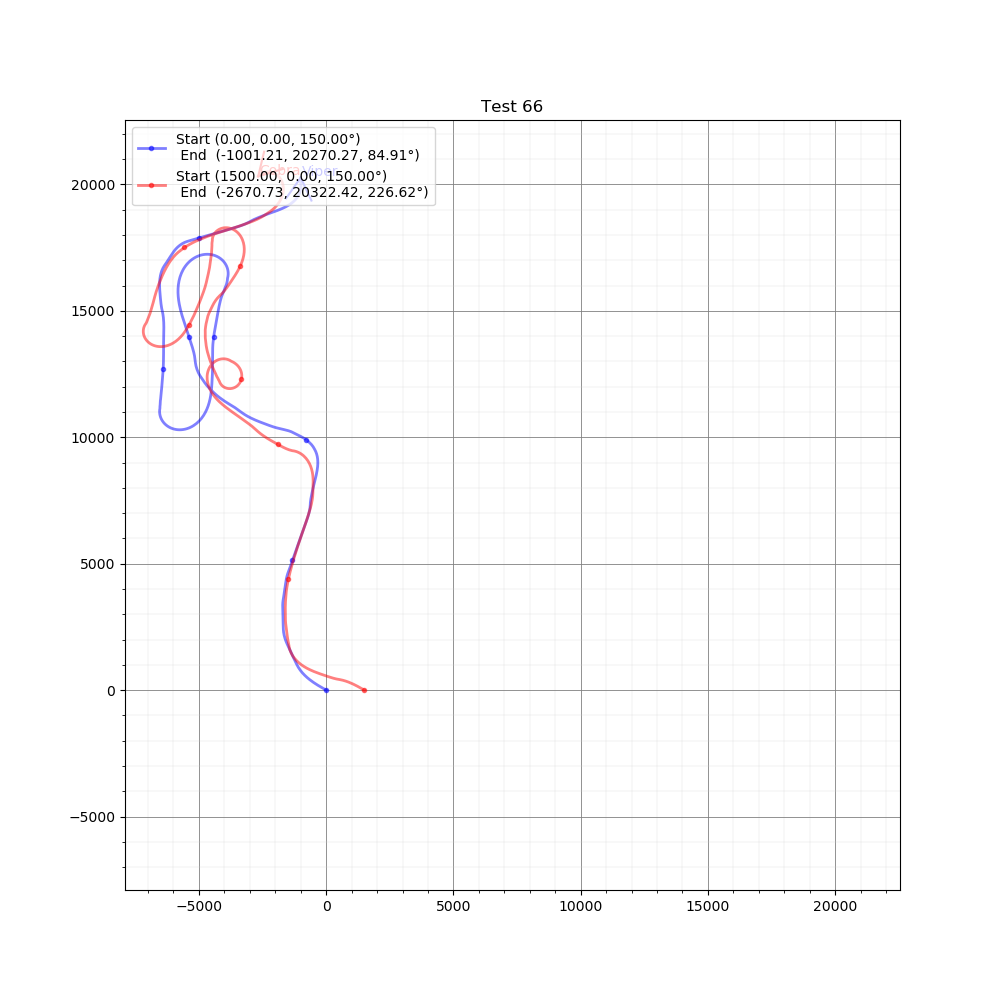 Test 66
Start (0.00, 0.00, 150.00°)
End (-1001.21, 20270.27, 84.91°)
Cobra Viper
Start (1500.00, 0.00, 150.00°)
End (-2670.73, 20322.42, 226.62°)
20000
15000
10000
5000
0
−5000
−5000 0 5000 10000 15000 20000